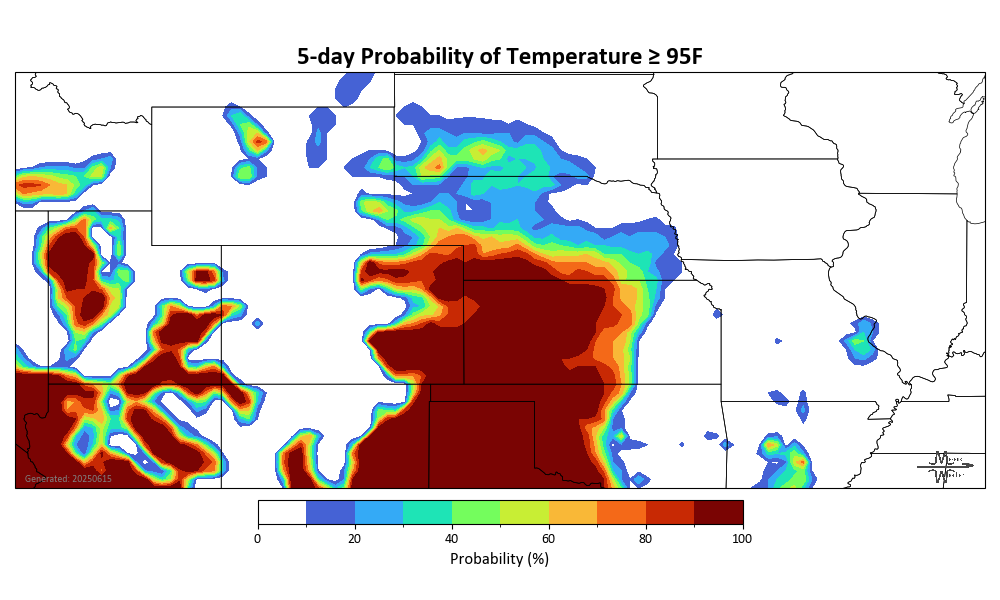 5-day Probability of Temperature ≥ 95F
Generated: 20250615
0 20 40 60 80 100
Probability (%)